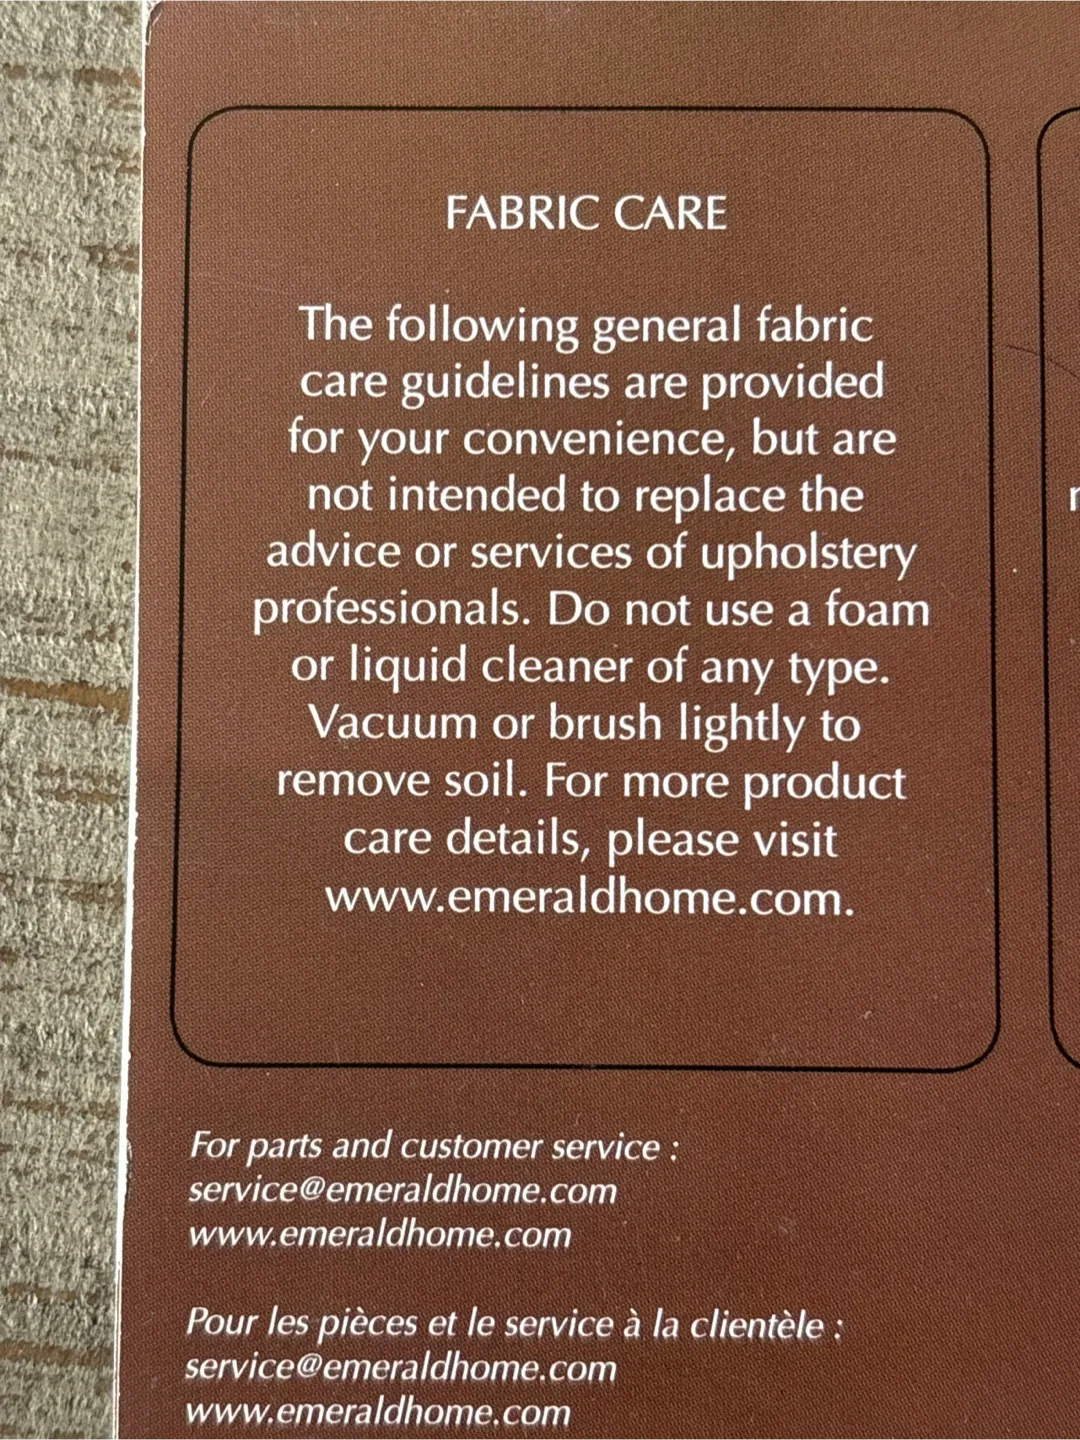 FABRIC CARE
The following general fabric
care guidelines are provided
for your convenience, but are
not intended to replace the
advice or services of upholstery
professionals. Do not use a foam
or liquid cleaner of any type.
Vacuum or brush lightly to
remove soil. For more product
care details, please visit
www.emeraldhome.com.
For parts and customer service :
service@emeraldhome.com
www.emeraldhome.com
Pour les pièces et le service à la clientèle :
service@emeraldhome.com
www.emeraldhome.com